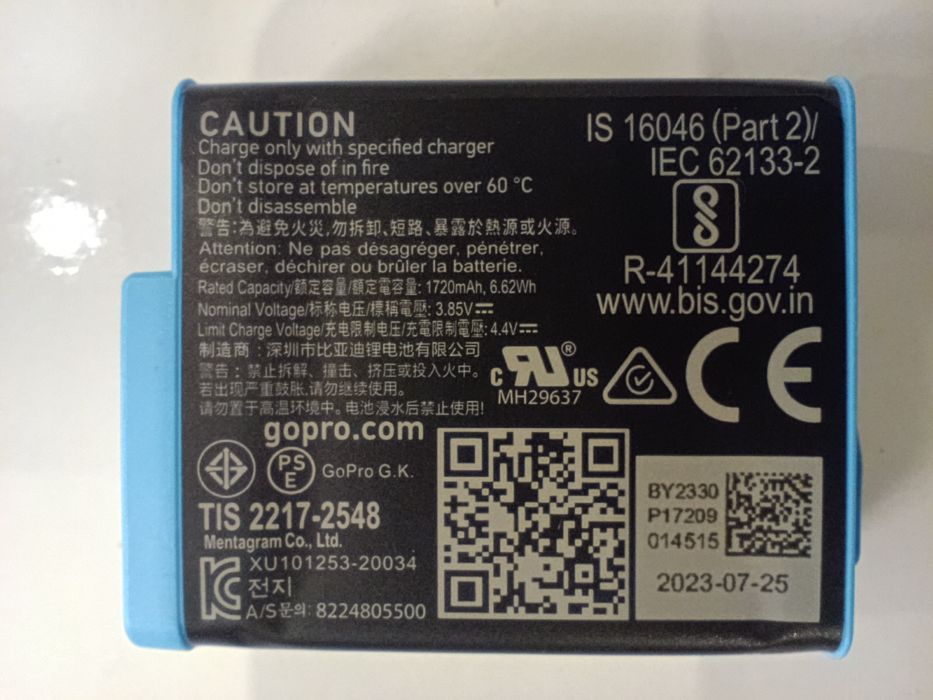 CAUTION
Charge only with specified charger
Don't dispose of in fire
Don't store at temperatures over 60 °C
Don't disassemble
警告:為避免火災,勿拆卸、短路、暴露於熱源或火源。
Attention: Ne pas désagréger, pénétrer,
écraser, déchirer ou brûler la batterie.
Rated Capacity/额定容量/額定電容量: 1720mAh, 6.62Wh
Nominal Voltage/标称电压/標稱電壓: 3.85V
Limit Charge Voltage/充电限制电压/充電限制電壓: 4.4V
制造商：深圳市比亚迪锂电池有限公司
警告：禁止拆解、撞击、挤压或投入火中。
若出现严重鼓胀,请勿继续使用。
请勿置于高温环境中。电池浸水后禁止使用!
IS 16046 (Part 2)/
IEC 62133-2
R-41144274
www.bis.gov.in
c RU ® US
MH29637
CE
gopro.com
PS
E
GoPro G.K.
TIS 2217-2548
Mentagram Co., Ltd.
XU101253-20034
전지
A/S문의: 8224805500
BY2330
P17209
014515
2023-07-25